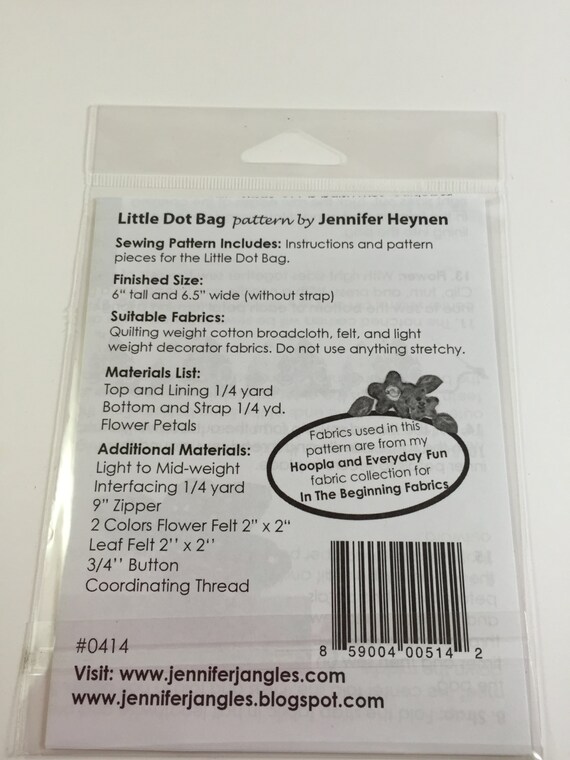 Little Dot Bag pattern by Jennifer Heynen
Sewing Pattern Includes: Instructions and pattern
pieces for the Little Dot Bag.
Finished Size:
6" tall and 6.5" wide (without strap)
Suitable Fabrics:
Quilting weight cotton broadcloth, felt, and light
weight decorator fabrics. Do not use anything stretchy.
Materials List:
Top and Lining 1/4 yard
Bottom and Strap 1/4 yd.
Flower Petals
Additional Materials:
Light to Mid-weight
Interfacing 1/4 yard
9" Zipper
2 Colors Flower Felt 2" x 2"
Leaf Felt 2'' x 2''
3/4'' Button
Coordinating Thread
Fabrics used in this
pattern are from my
Hoopla and Everyday Fun
fabric collection for
In The Beginning Fabrics
8 59004 00514 2
#0414
Visit: www.jenniferjangles.com
www.jenniferjangles.blogspot.com